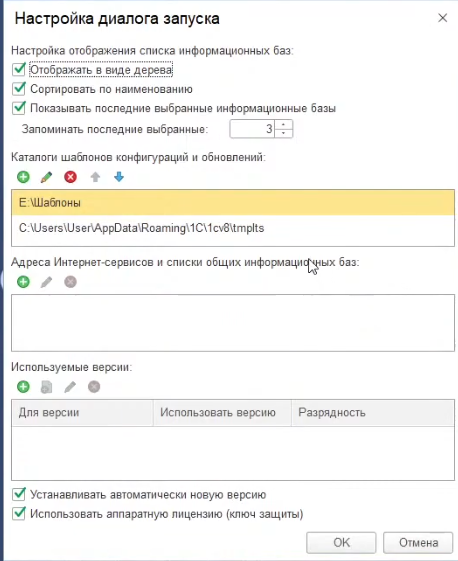 Настройка диалога запуска
Настройка отображения списка информационных баз:
Отображать в виде дерева
Сортировать по наименованию
Показывать последние выбранные информационные базы
Запоминать последние выбранные: 3
Каталоги шаблонов конфигураций и обновлений:
E:\Шаблоны
C:\Users\User\AppData\Roaming\1C\1cv8\tmplts
Адреса Интернет-сервисов и списки общих информационных баз:
Используемые версии:
Для версии Использовать версию Разрядность
Устанавливать автоматически новую версию
Использовать аппаратную лицензию (ключ защиты)
OK Отмена